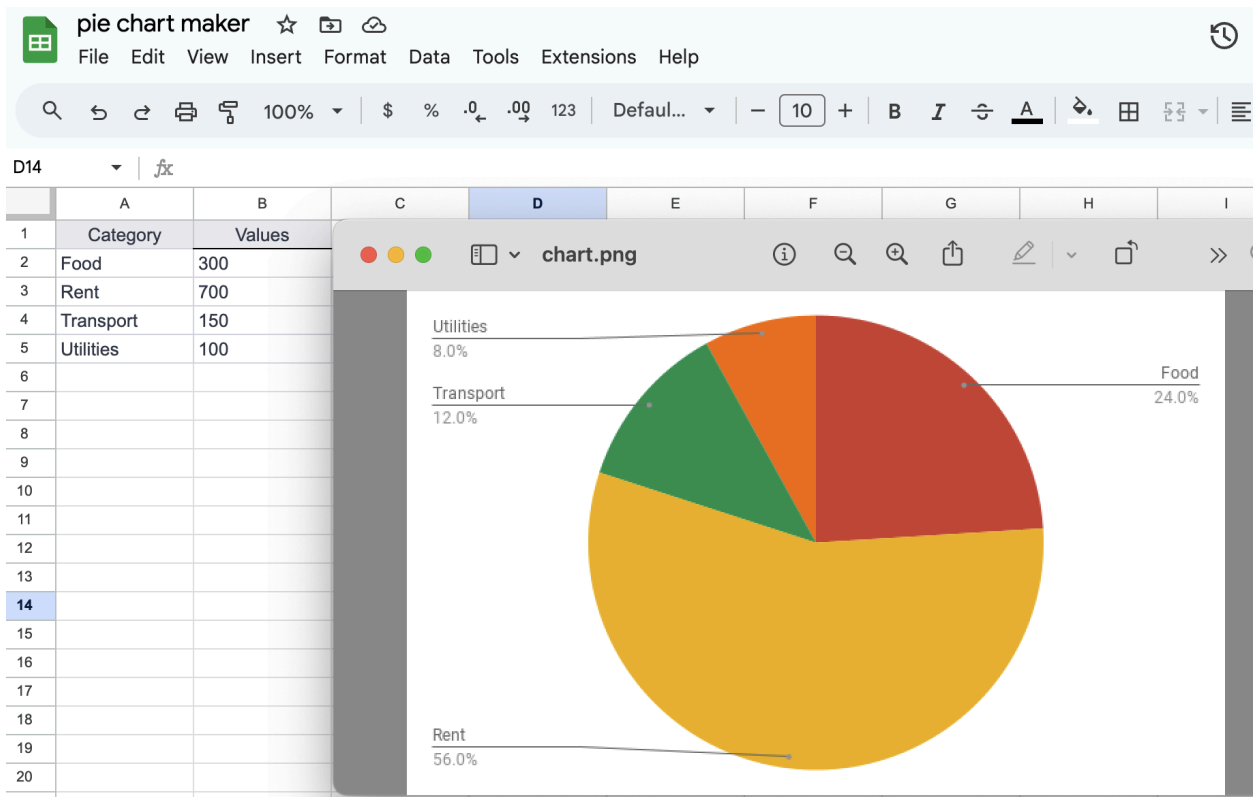 pie chart maker
File Edit View Insert Format Data Tools Extensions Help
100% $ % .0 .00 123 Defaul... − 10 + B I S A
D14 fx
A B C D E F G H I
1 Category Values
chart.png
2 Food 300
3 Rent 700
4 Transport 150
5 Utilities 100
6
7
8
9
10
11
12
13
14
15
16
17
18
19
20
Utilities
8.0%
Transport
12.0%
Food
24.0%
Rent
56.0%